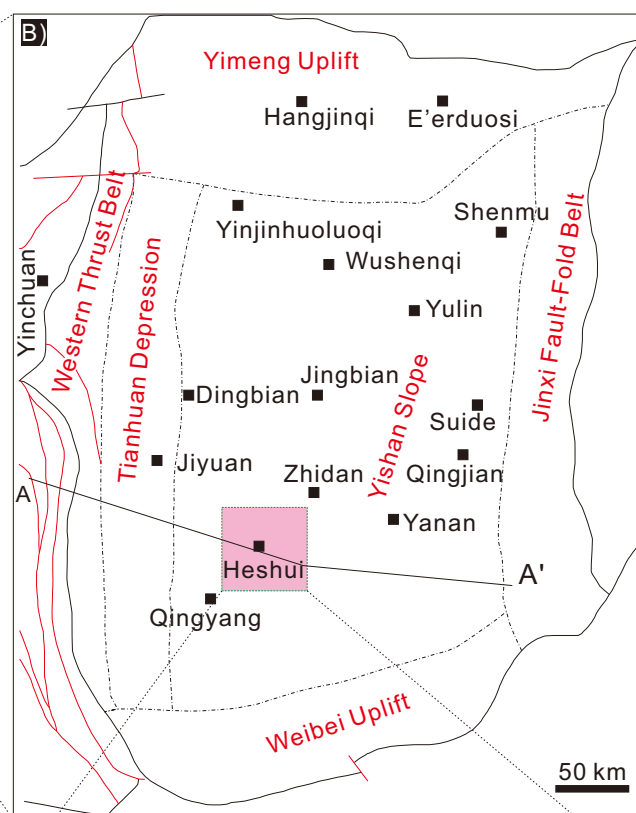 B)
Yimeng Uplift
Hangjinqi
E'erduosi
Yinjinhuoluoqi
Shenmu
Wushenqi
Yinchuan
Western Thrust Belt
Tianhuan Depression
Yulin
Jinxi Fault-Fold Belt
Dingbian
Jingbian
Yishan Slope
Suide
Jiyuan
Qingjian
Zhidan
A
Yanan
Heshui
A'
Qingyang
Weibei Uplift
50 km